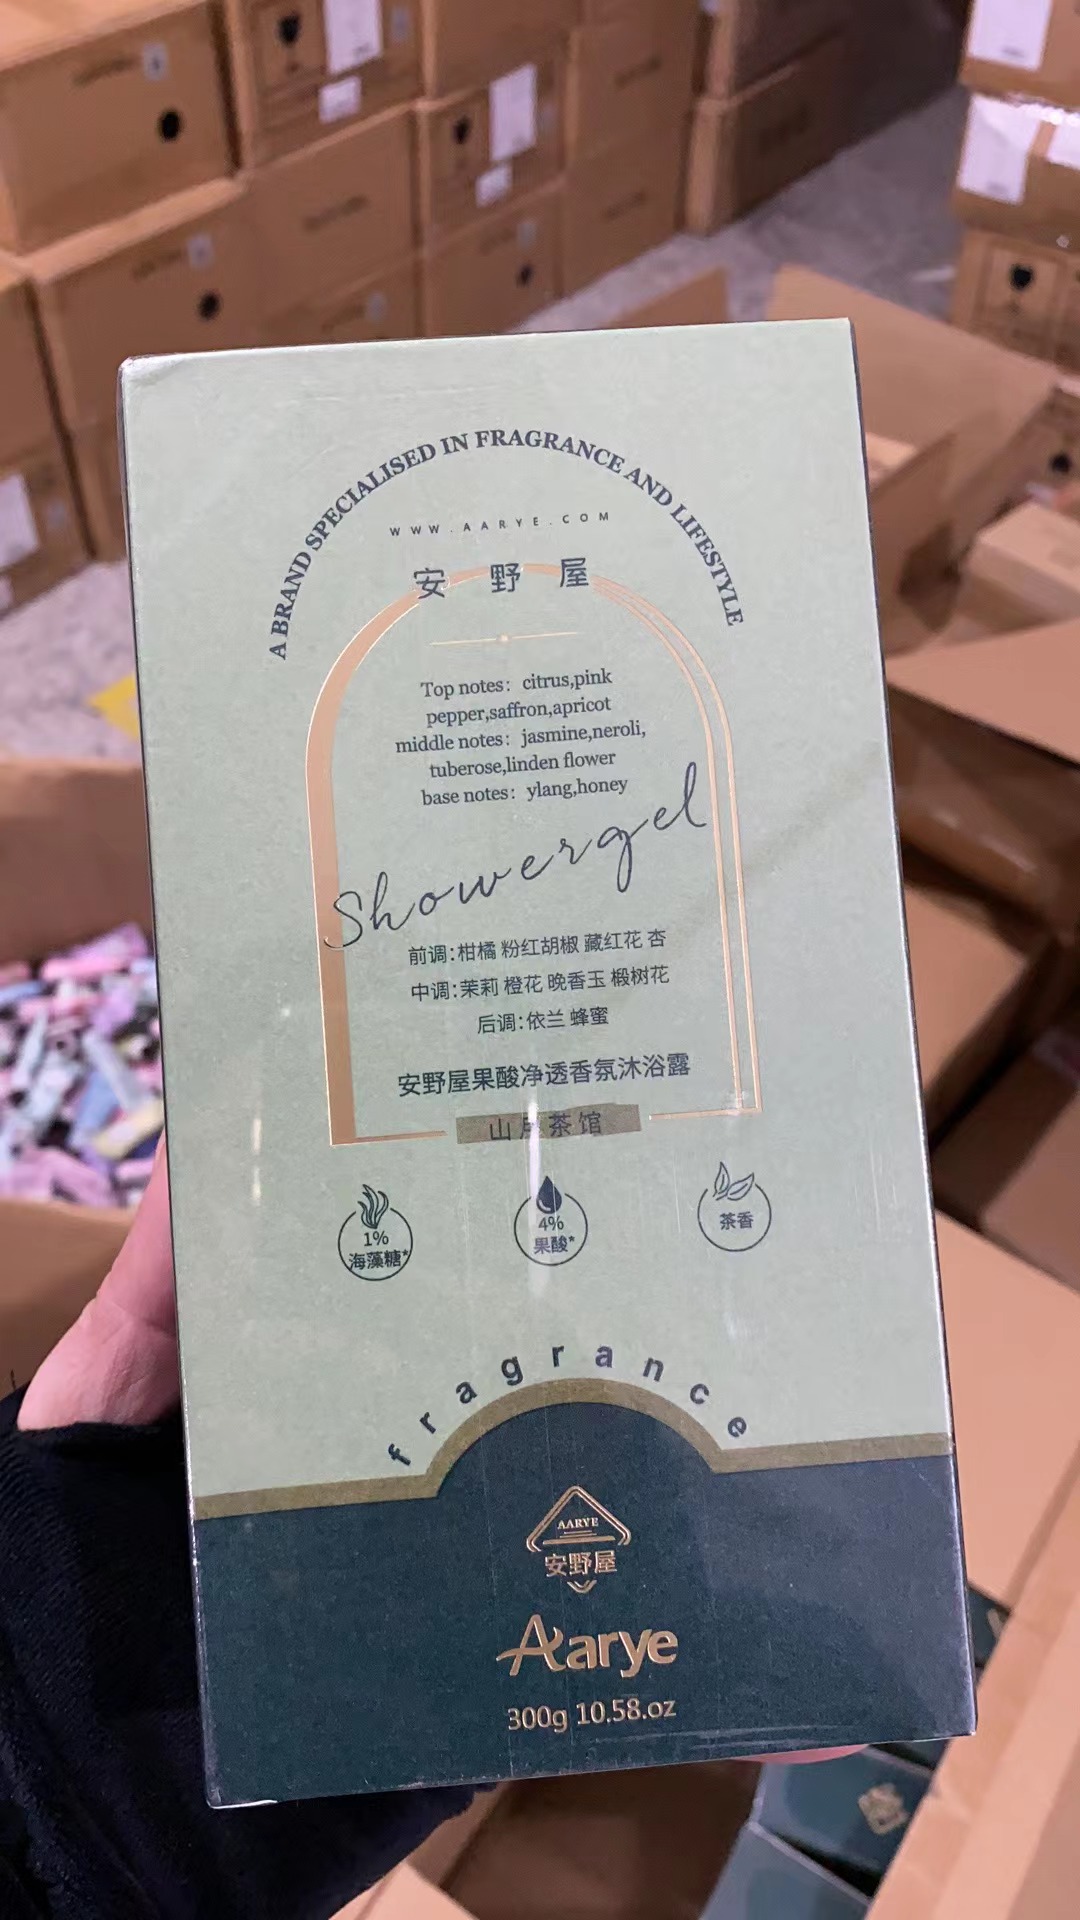 A BRAND SPECIALISED IN FRAGRANCE AND LIFESTYLE
WWW.AARYE.COM
安野屋
Top notes: citrus,pink
pepper,saffron,apricot
middle notes: jasmine,neroli,
tuberose,linden flower
base notes: ylang,honey
Showergel
前调:柑橘 粉红胡椒 藏红花 杏
中调:茉莉 橙花 晚香玉 椴树花
后调:依兰 蜂蜜
安野屋果酸净透香氛沐浴露
山 茶馆
1%
海藻糖*
4%
果酸*
茶香
fragrance
AARYE
安野屋
Aarye
300g 10.58.oz